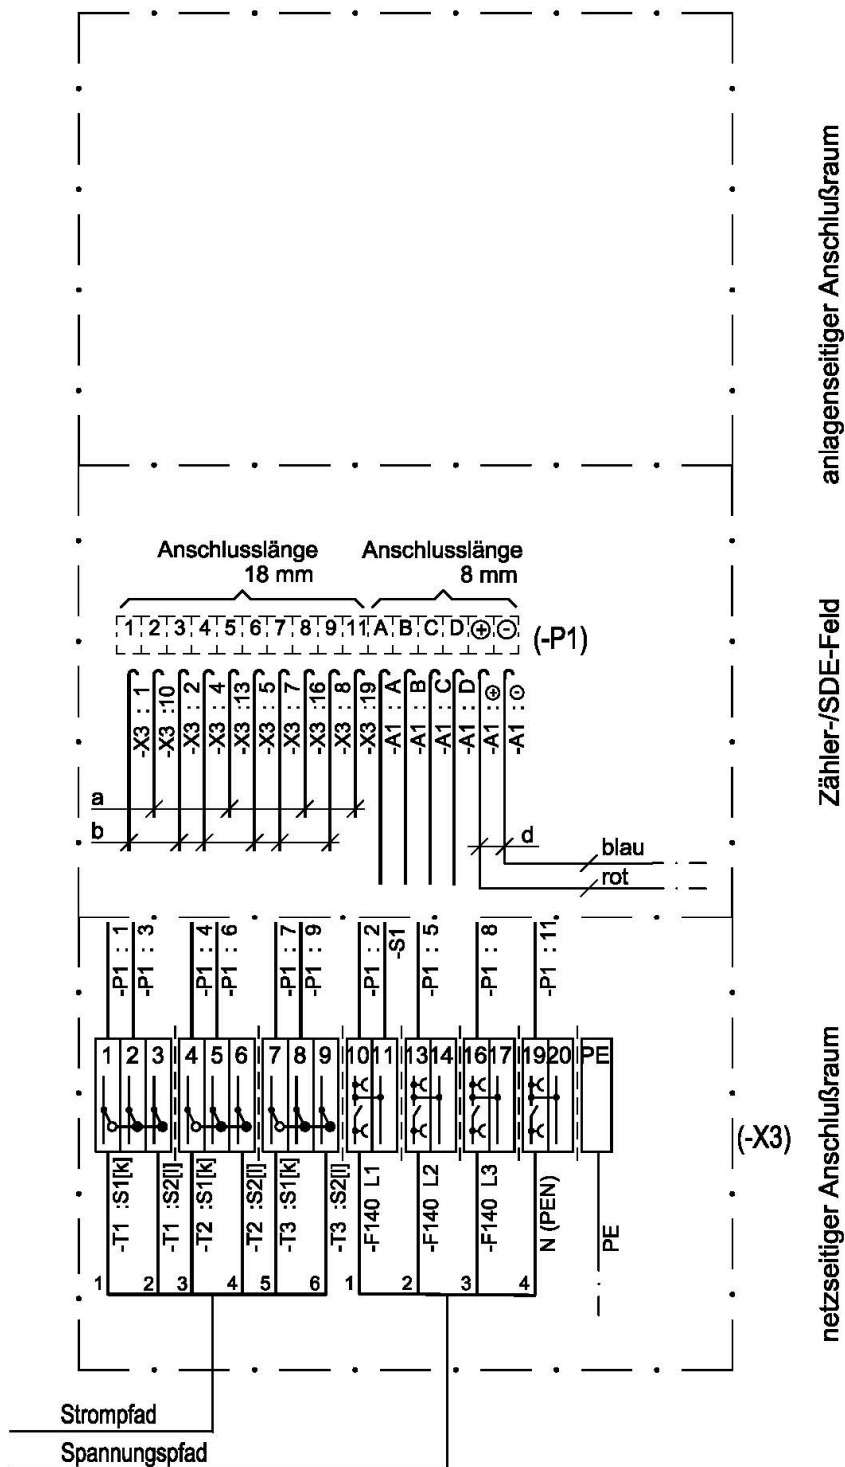 anlagenseitiger Anschlußraum
Anschlusslänge
18 mm
Anschlusslänge
8 mm
1 2 3 4 5 6 7 8 9 11 A B C D ⊕ ⊖
(-P1)
Zähler-/SDE-Feld
-X3 : 1
-X3 :10
-X3 : 2
-X3 : 4
-X3 :13
-X3 : 5
-X3 : 7
-X3 :16
-X3 : 8
-X3 :19
-A1 : A
-A1 : B
-A1 : C
-A1 : D
-A1 : ⊕
-A1 : ⊖
a
b
d
blau
rot
-P1 : 1
-P1 : 3
-P1 : 4
-P1 : 6
-P1 : 7
-P1 : 9
-P1 : 2
-S1
-P1 : 5
-P1 : 8
-P1 : 11
1 2 3 4 5 6 7 8 9 10 11 13 14 16 17 19 20 PE
(-X3)
netzseitiger Anschlußraum
-T1 :S1[k]
-T1 :S2[l]
-T2 :S1[k]
-T2 :S2[l]
-T3 :S1[k]
-T3 :S2[l]
-F140 L1
-F140 L2
-F140 L3
N (PEN)
PE
1 2 3 4 5 6 1 2 3 4
Strompfad
Spannungspfad